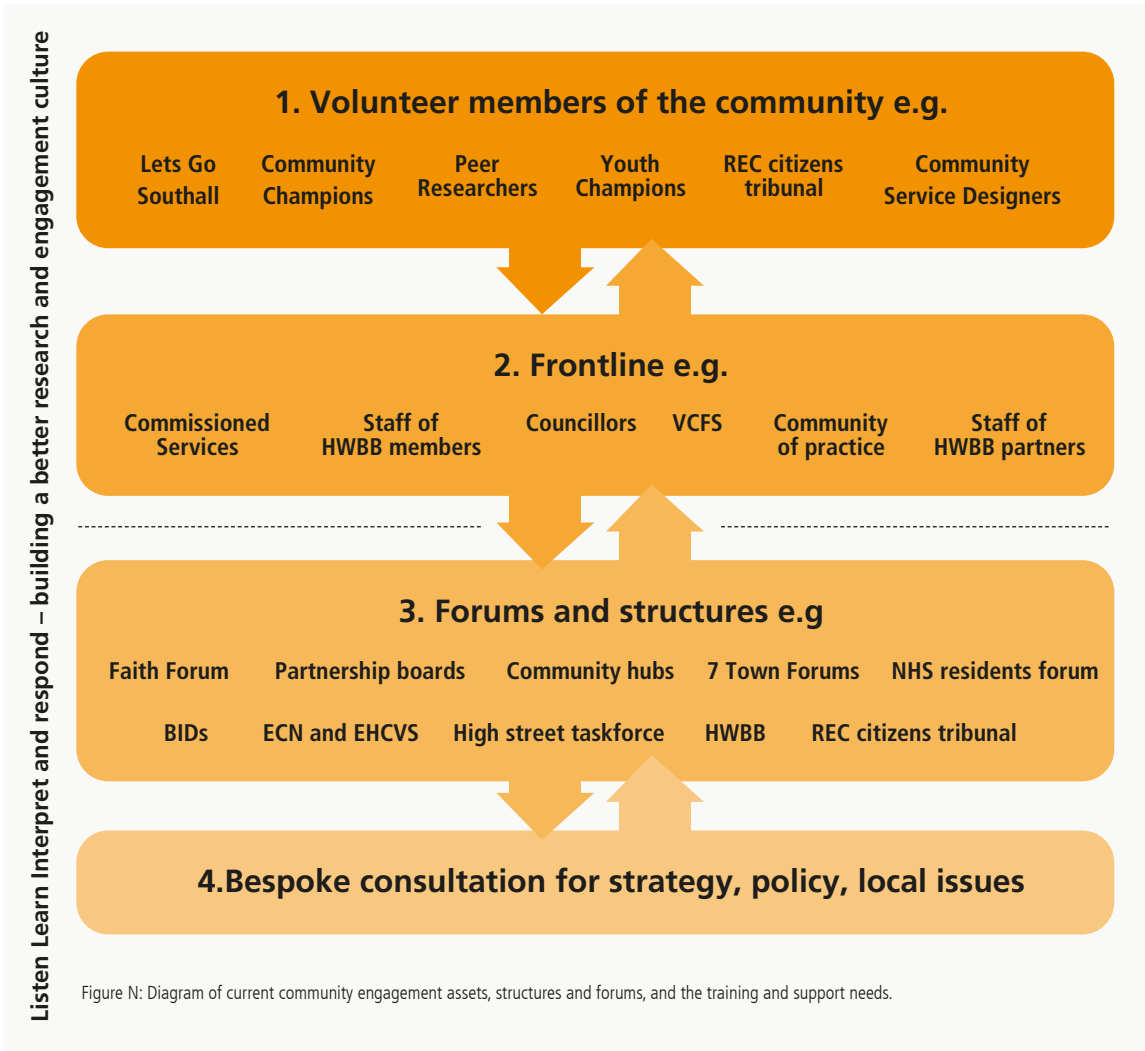 Listen Learn Interpret and respond – building a better research and engagement culture
1. Volunteer members of the community e.g.
Lets Go
Southall
Community
Champions
Peer
Researchers
Youth
Champions
REC citizens
tribunal
Community
Service Designers
2. Frontline e.g.
Commissioned
Services
Staff of
HWBB members
Councillors
VCFS
Community
of practice
Staff of
HWBB partners
3. Forums and structures e.g
Faith Forum
Partnership boards
Community hubs
7 Town Forums
NHS residents forum
BIDs
ECN and EHCVS
High street taskforce
HWBB
REC citizens tribunal
4.Bespoke consultation for strategy, policy, local issues
Figure N: Diagram of current community engagement assets, structures and forums, and the training and support needs.